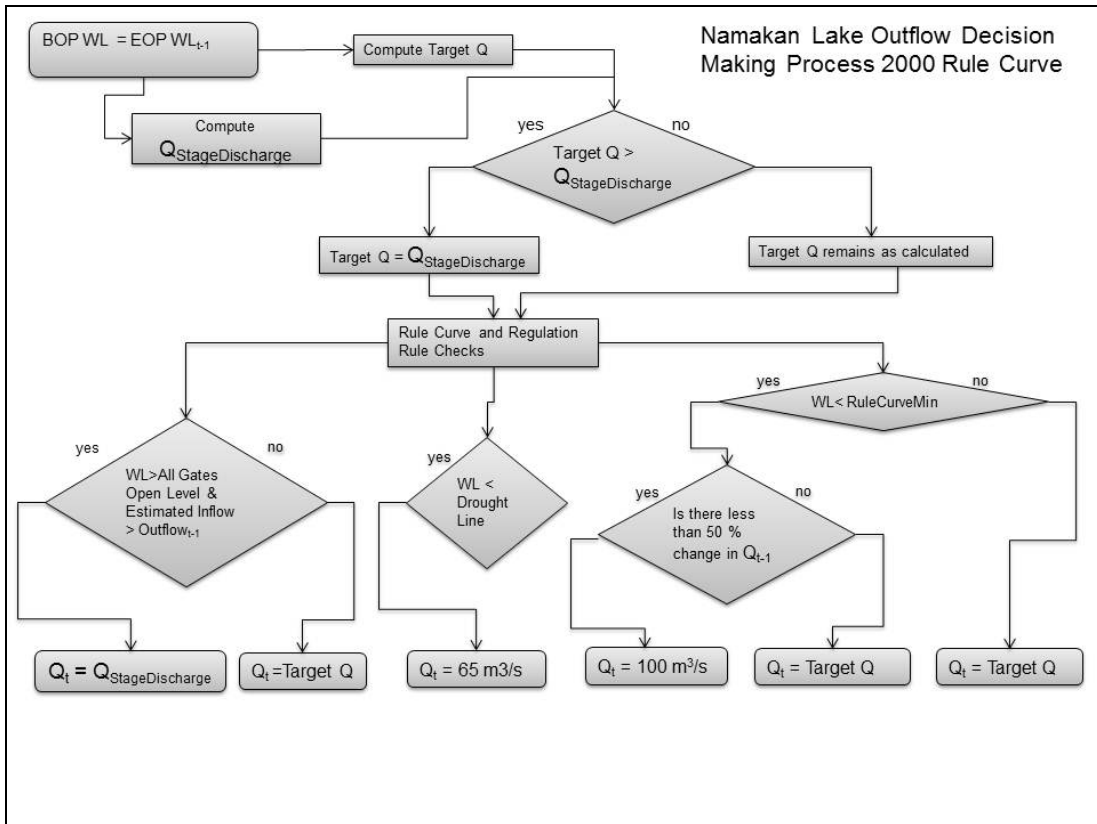 Namakan Lake Outflow Decision
Making Process 2000 Rule Curve
BOP WL = EOP WLt-1
Compute Target Q
Compute
QStageDischarge
yes
no
Target Q >
QStageDischarge
Target Q = QStageDischarge
Target Q remains as calculated
Rule Curve and Regulation
Rule Checks
yes
no
WL>All Gates
Open Level &
Estimated Inflow
> Outflowt-1
yes
WL <
Drought
Line
yes
no
WL< RuleCurveMin
yes
no
Is there less
than 50 %
change in Qt-1
Qt = QStageDischarge
Qt =Target Q
Qt = 65 m3/s
Qt = 100 m³/s
Qt = Target Q
Qt = Target Q